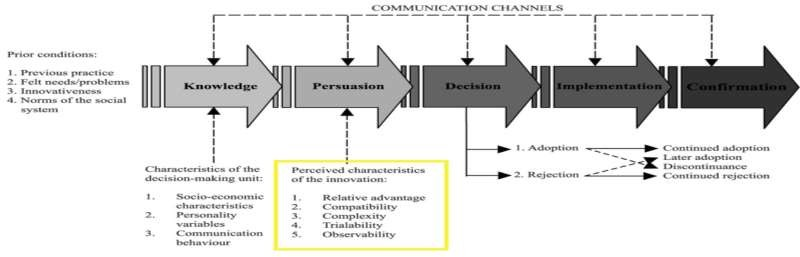 COMMUNICATION CHANNELS
Prior conditions:
1. Previous practice
2. Felt needs/problems
3. Innovativeness
4. Norms of the social
system
Knowledge
Persuasion
Decision
Implementation
Confirmation
Characteristics of the
decision-making unit:
1. Socio-economic
characteristics
2. Personality
variables
3. Communication
behaviour
Perceived characteristics
of the innovation:
1. Relative advantage
2. Compatibility
3. Complexity
4. Trialability
5. Observability
1. Adoption
2. Rejection
Continued adoption
Later adoption
Discontinuance
Continued rejection